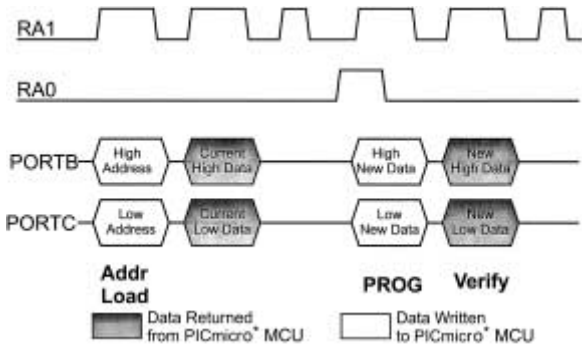 RA1
RA0
PORTB
High Address
Current High Data
High New Data
New High Data
PORTC
Low Address
Current Low Data
Low New Data
New Low Data
Addr Load
PROG
Verify
Data Returned from PICmicro* MCU
Data Written to PICmicro* MCU